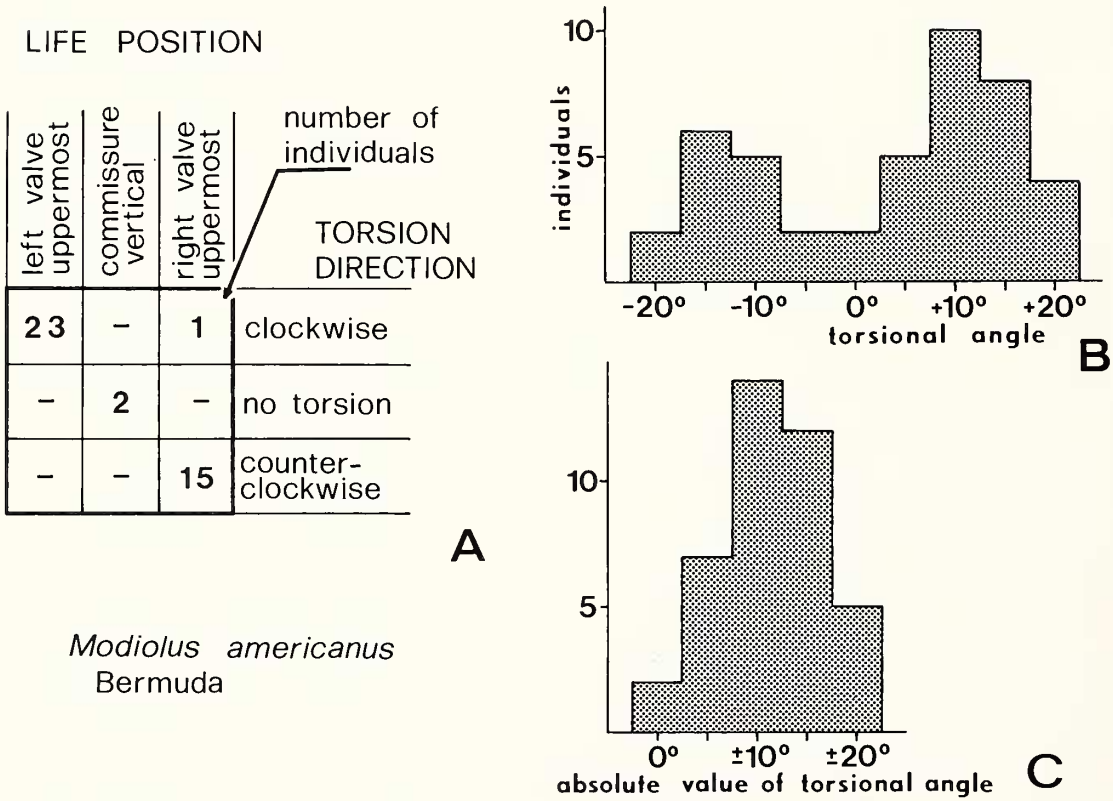 LIFE POSITION
left valve
uppermost
commissure
vertical
right valve
uppermost
number of
individuals
TORSION
DIRECTION
23 – 1 clockwise
– 2 – no torsion
– – 15 counter-
clockwise
A
Modiolus americanus
Bermuda
10
5
individuals
-20° -10° 0° +10° +20°
torsional angle
B
10
5
0° ±10° ±20°
absolute value of torsional angle
C